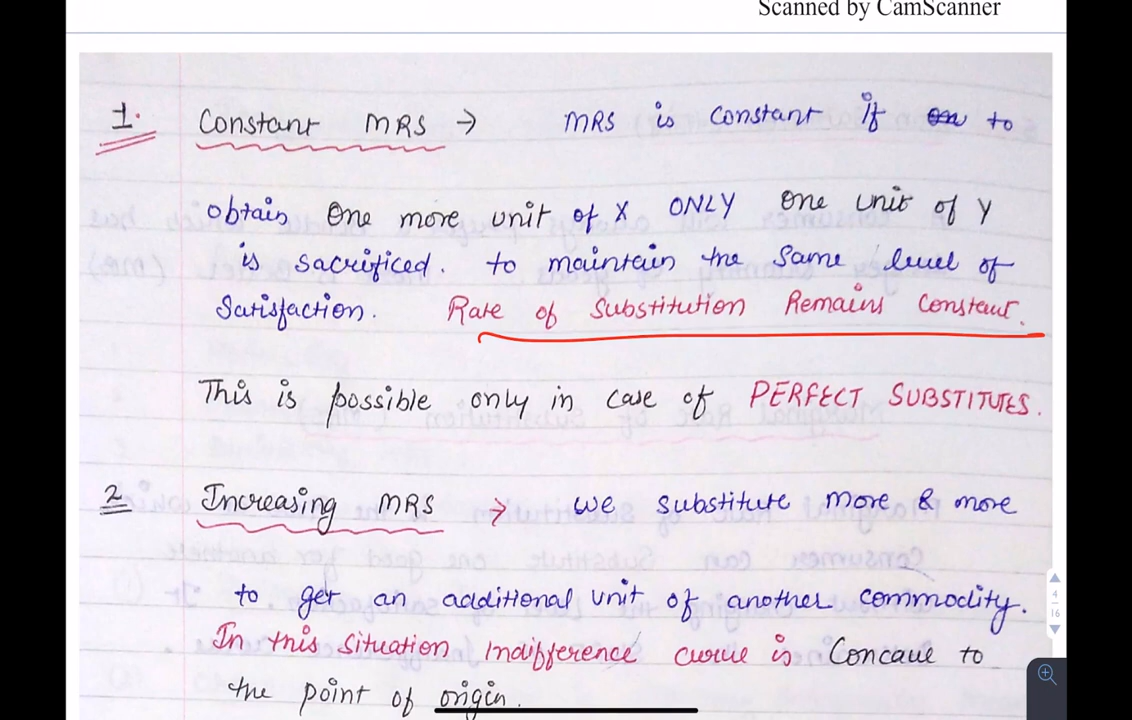 Scanned by CamScanner
1. Constant MRS → MRS is constant if to
obtain one more unit of X ONLY one unit of Y
is sacrificed. to maintain the same level of
Satisfaction. Rate of Substitution Remains Constant.
This is possible only in case of PERFECT SUBSTITUTES.
2 Increasing MRS → we substitute more & more
to get an additional unit of another commodity.
In this situation Indifference curve is Concave to
the point of origin.
4
16